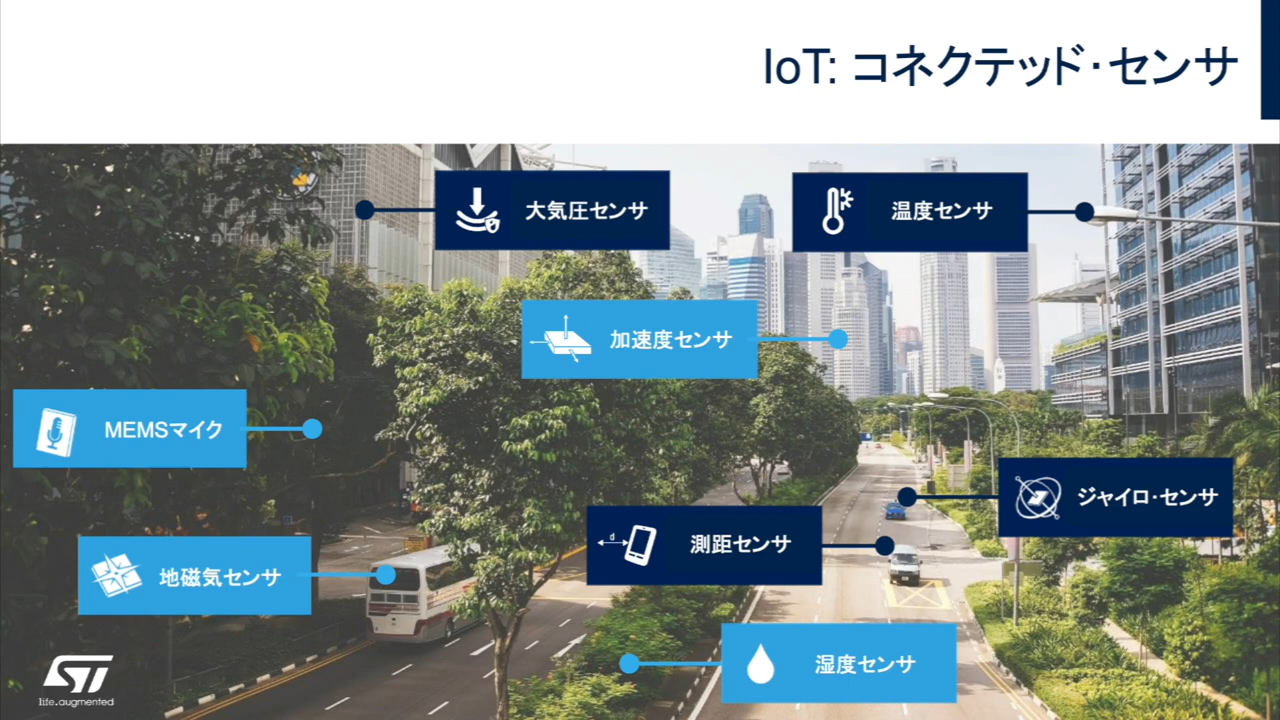 IoT: コネクテッド･センサ
大気圧センサ
温度センサ
加速度センサ
MEMSマイク
ジャイロ･センサ
d
測距センサ
地磁気センサ
湿度センサ
ST
life.augmented